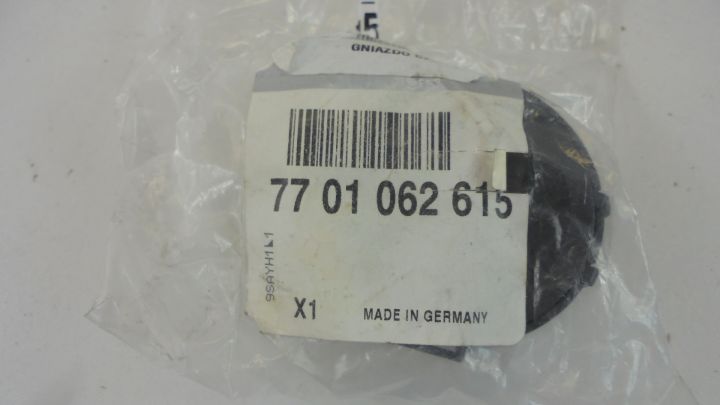 GNIAZDO
77 01 062 615
9SAYH1
X1
MADE IN GERMANY